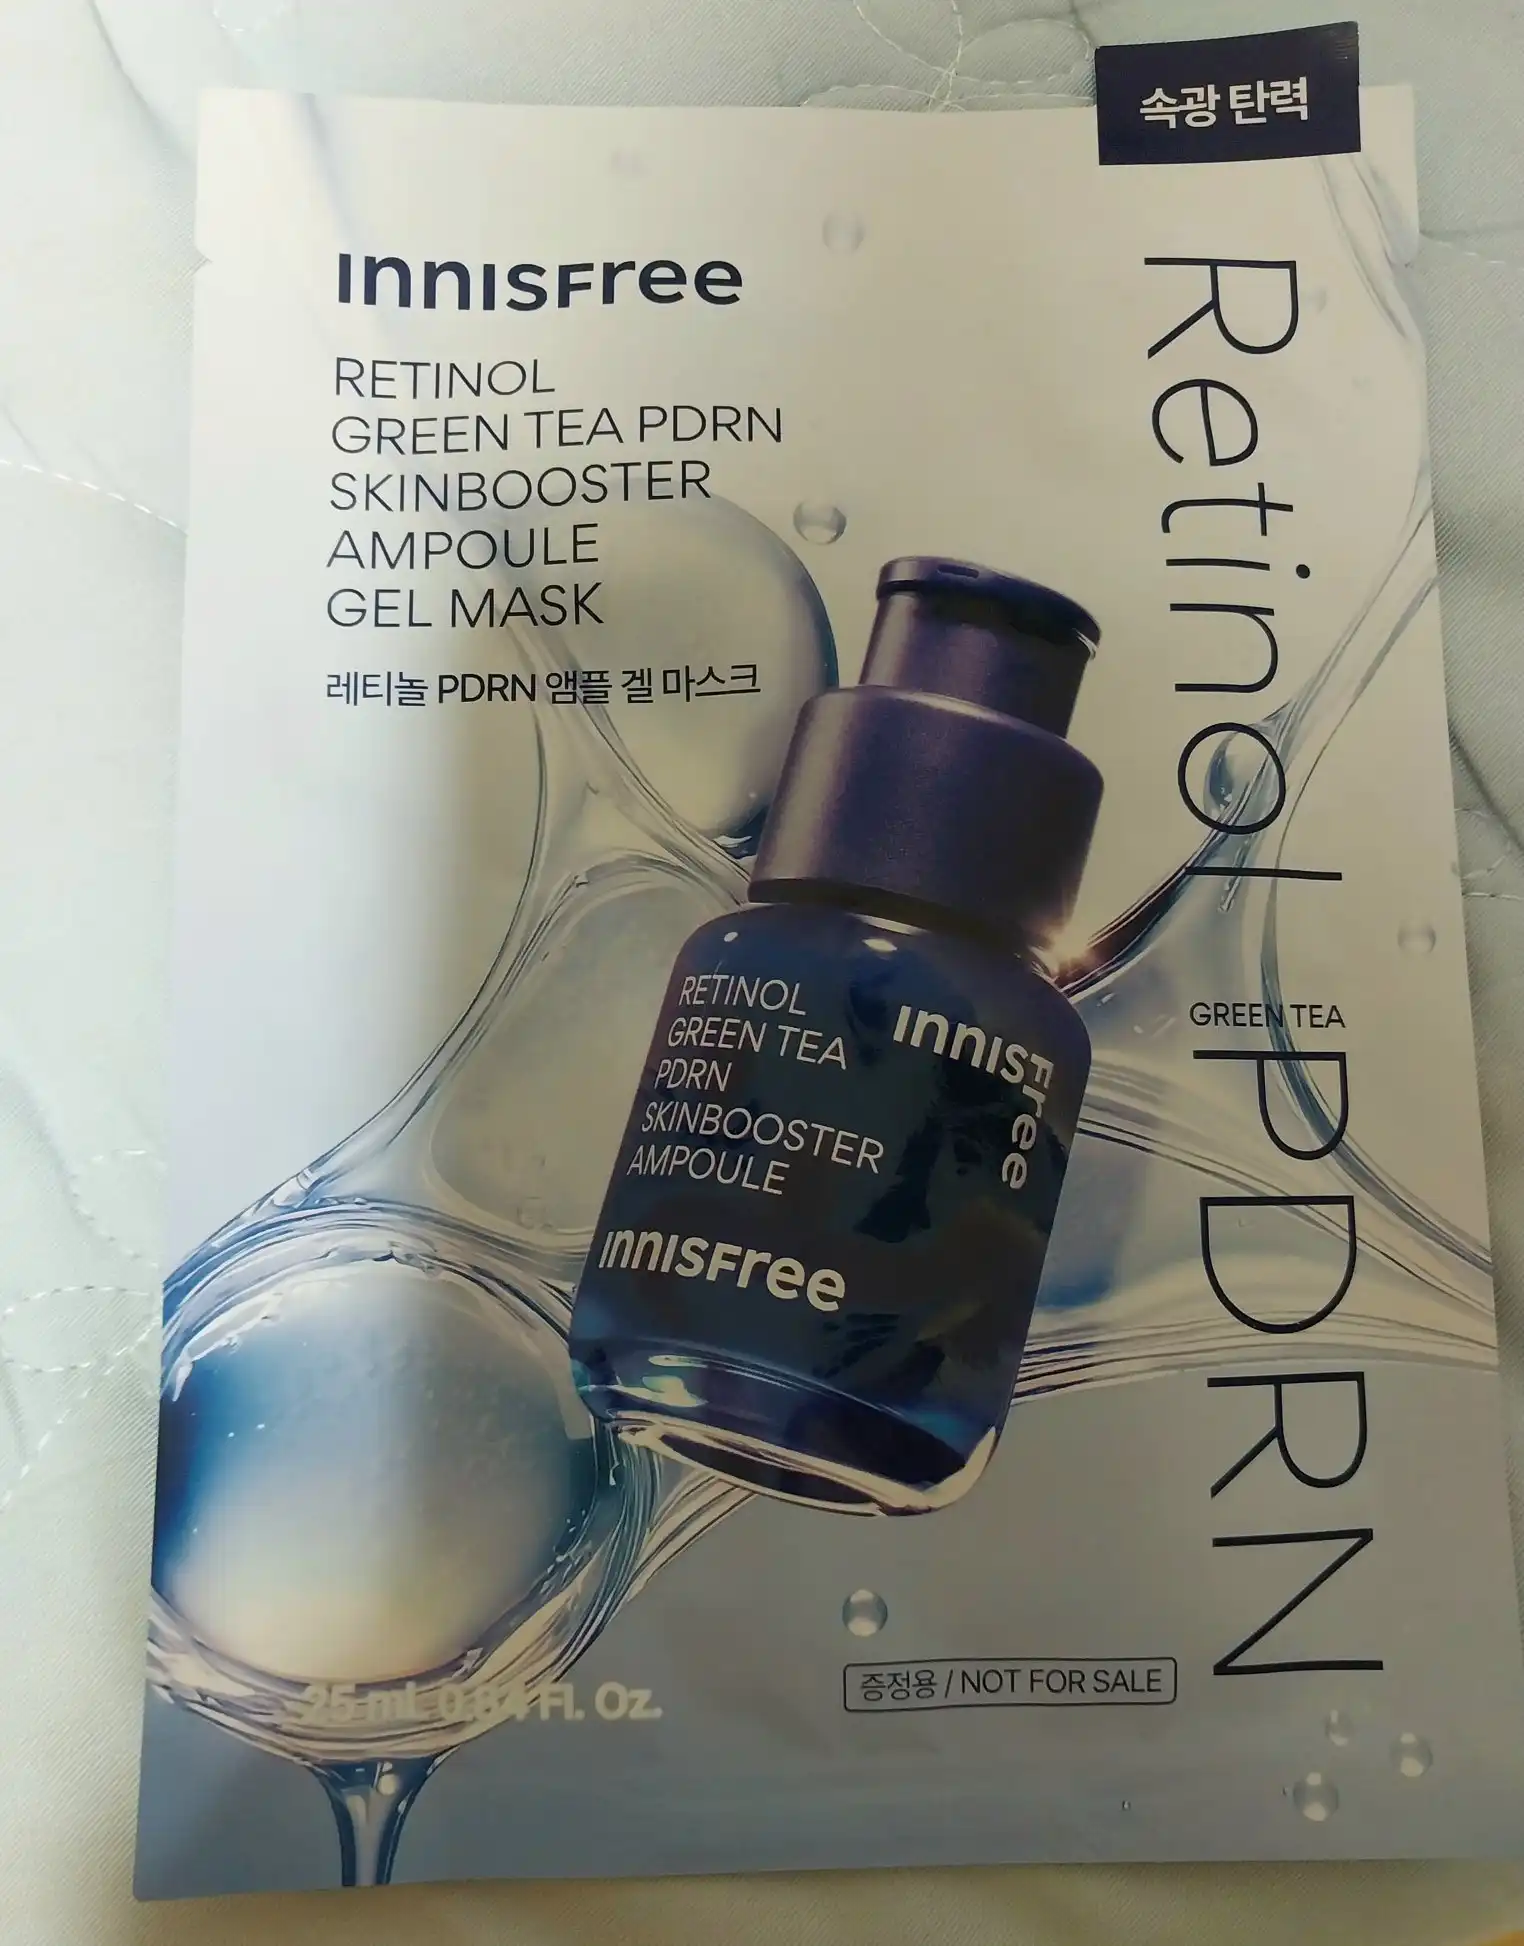 속광 탄력
INNISFree
RETINOL
GREEN TEA PDRN
SKINBOOSTER
AMPOULE
GEL MASK
레티놀 PDRN 앰플 겔 마스크
Retinol
GREEN TEA
PDRN
RETINOL
GREEN TEA
PDRN
SKINBOOSTER
AMPOULE
INNISFree
INNISFree
25 mL 0.84 Fl. Oz.
증정용 / NOT FOR SALE